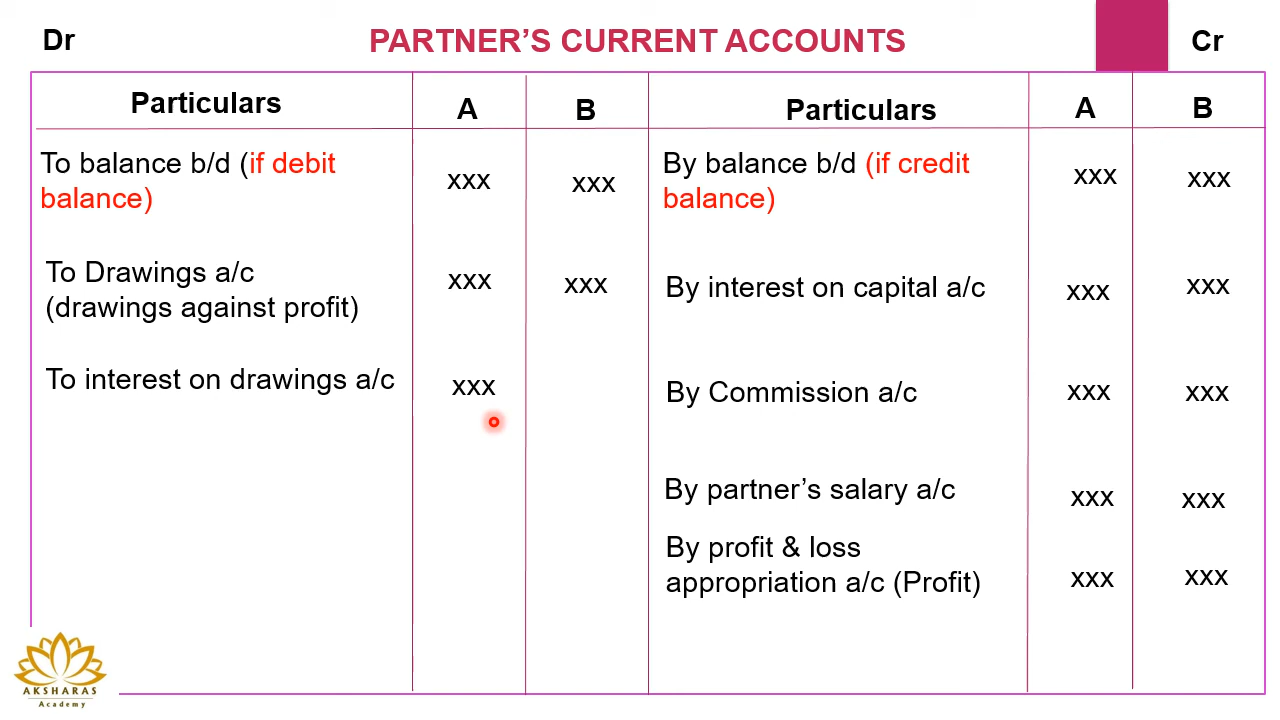 Dr PARTNER’S CURRENT ACCOUNTS Cr
Particulars A B Particulars A B
To balance b/d (if debit
balance) xxx xxx
By balance b/d (if credit
balance) xxx xxx
To Drawings a/c
(drawings against profit) xxx xxx
By interest on capital a/c xxx xxx
To interest on drawings a/c xxx
By Commission a/c xxx xxx
By partner’s salary a/c xxx xxx
By profit & loss
appropriation a/c (Profit) xxx xxx
AKSHARAS
Academy